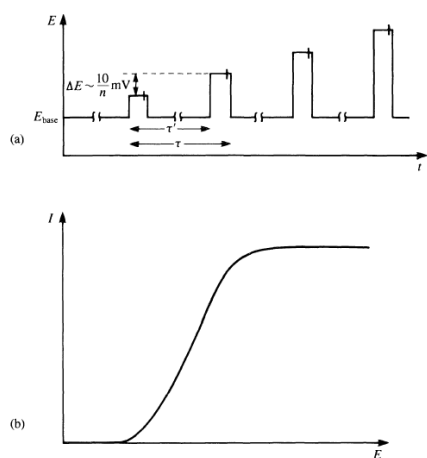 E
ΔE ~ 10/n mV
E_base
τ'
τ
(a)
t
I
(b)
E